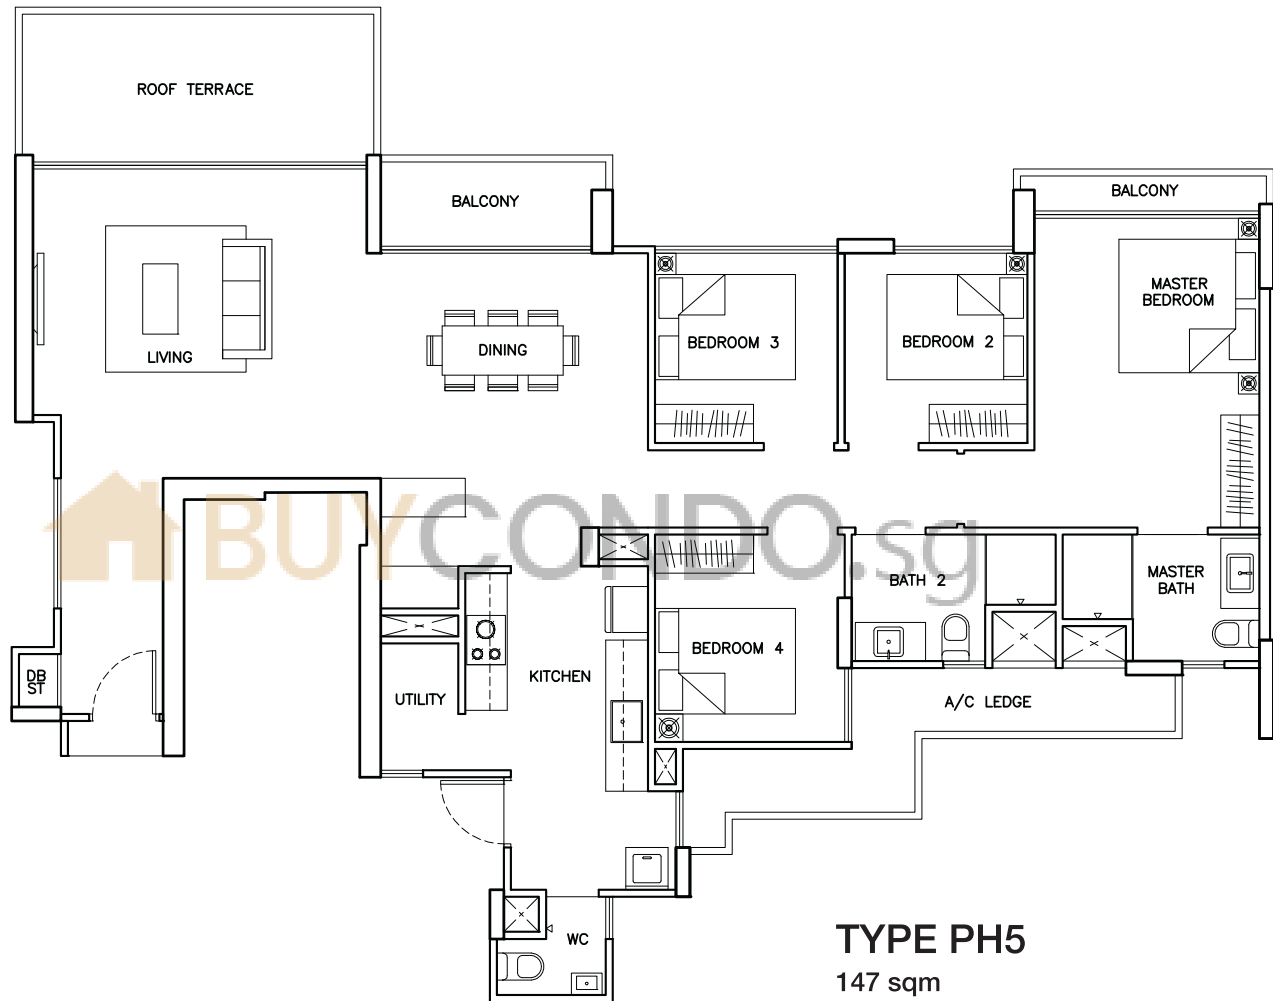 ROOF TERRACE
BALCONY
BALCONY
MASTER
BEDROOM
LIVING
DINING
BEDROOM 3
BEDROOM 2
BUYCONDO.sg
BATH 2
MASTER
BATH
BEDROOM 4
KITCHEN
DB
ST
UTILITY
A/C LEDGE
WC
TYPE PH5
147 sqm